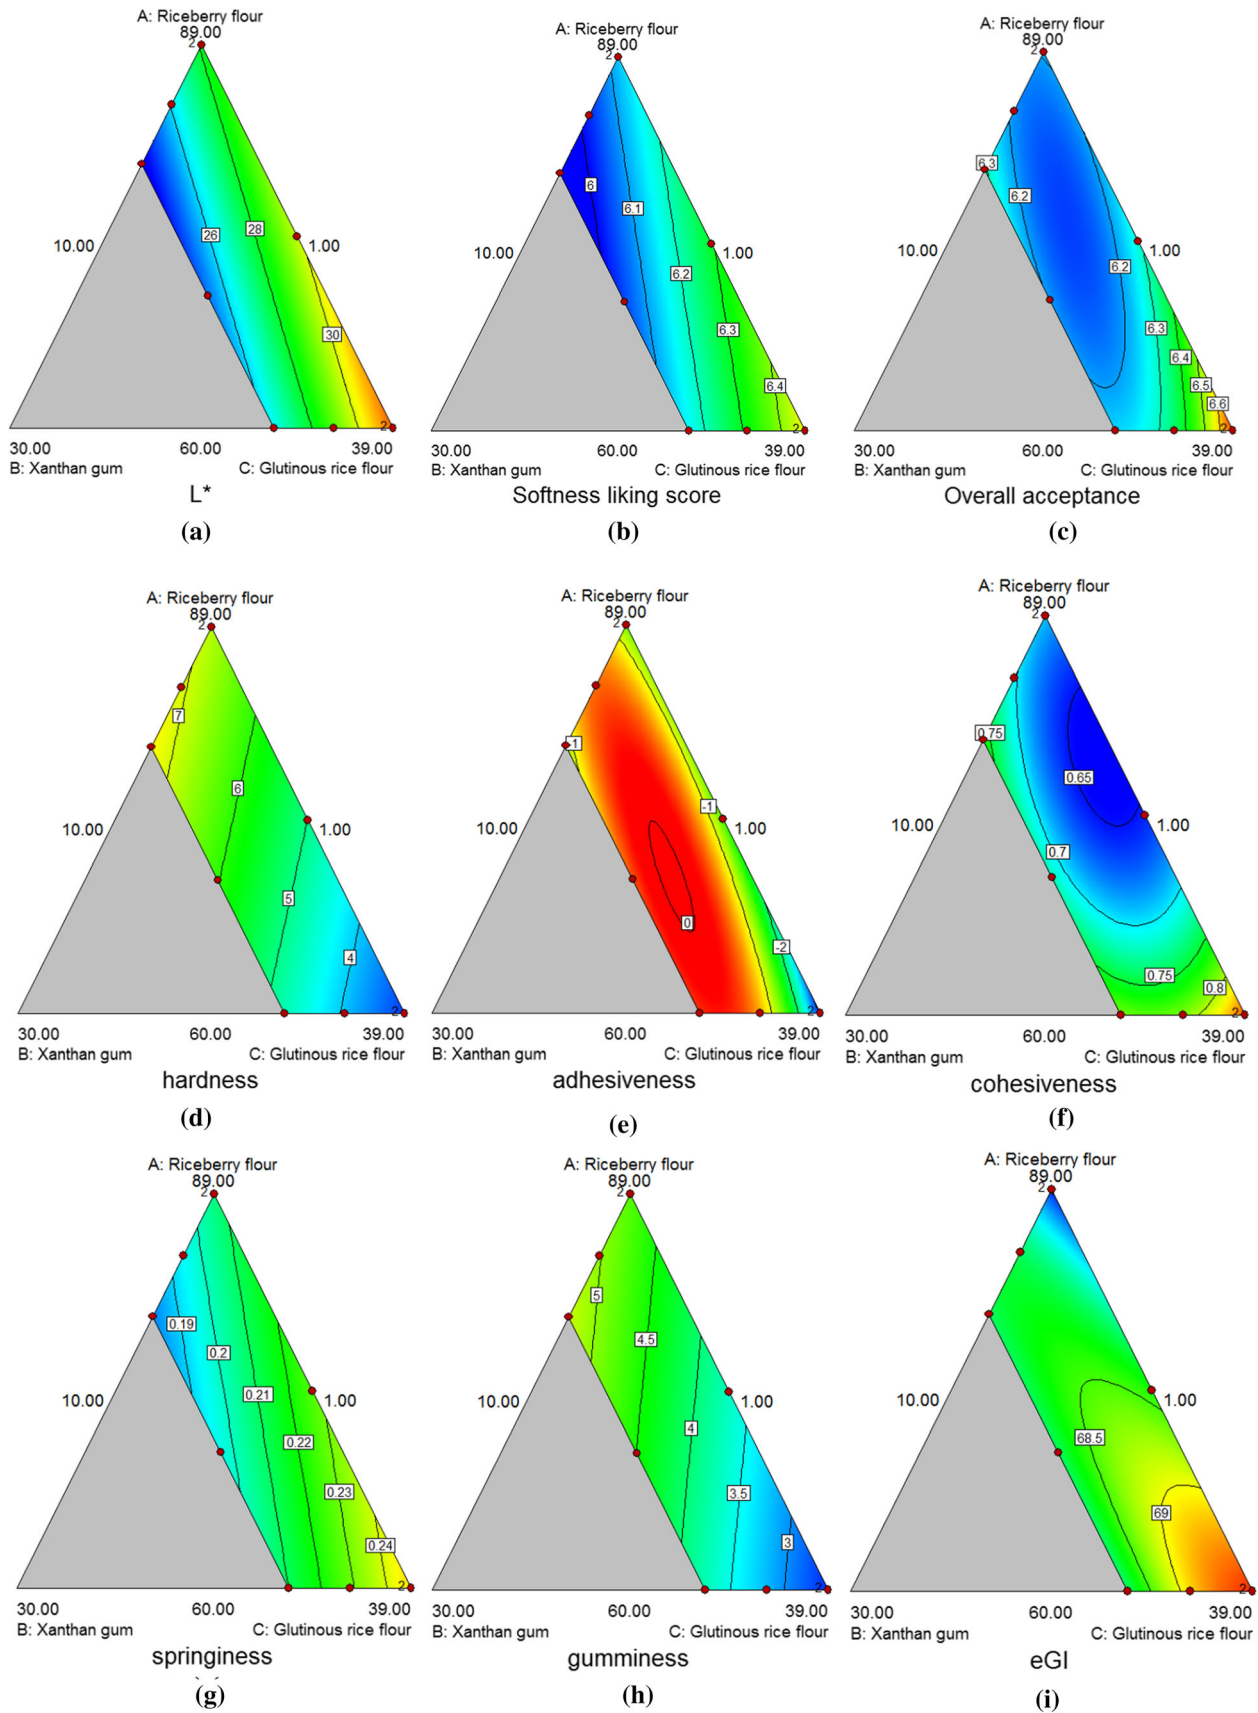 A: Riceberry flour
89.00
2
26
28
10.00
1.00
30
2
30.00 60.00 39.00
B: Xanthan gum C: Glutinous rice flour
L*
(a)
A: Riceberry flour
89.00
2
6
6.1
10.00
1.00
6.2
6.3
6.4
2
30.00 60.00 39.00
B: Xanthan gum C: Glutinous rice flour
Softness liking score
(b)
A: Riceberry flour
89.00
2
6.3
6.2
10.00
1.00
6.2
6.3
6.4
6.5
6.6
2
30.00 60.00 39.00
B: Xanthan gum C: Glutinous rice flour
Overall acceptance
(c)
A: Riceberry flour
89.00
2
7
6
10.00
1.00
5
4
2
30.00 60.00 39.00
B: Xanthan gum C: Glutinous rice flour
hardness
(d)
A: Riceberry flour
89.00
2
-1
-1
10.00
1.00
0
-2
2
30.00 60.00 39.00
B: Xanthan gum C: Glutinous rice flour
adhesiveness
(e)
A: Riceberry flour
89.00
2
0.75
0.65
10.00
1.00
0.7
0.75
0.8
2
30.00 60.00 39.00
B: Xanthan gum C: Glutinous rice flour
cohesiveness
(f)
A: Riceberry flour
89.00
2
0.19
0.2
10.00
0.21
1.00
0.22
0.23
0.24
2
30.00 60.00 39.00
B: Xanthan gum C: Glutinous rice flour
springiness
(g)
A: Riceberry flour
89.00
2
5
4.5
10.00
1.00
4
3.5
3
2
30.00 60.00 39.00
B: Xanthan gum C: Glutinous rice flour
gumminess
(h)
A: Riceberry flour
89.00
2
10.00
1.00
68.5
69
2
30.00 60.00 39.00
B: Xanthan gum C: Glutinous rice flour
eGI
(i)